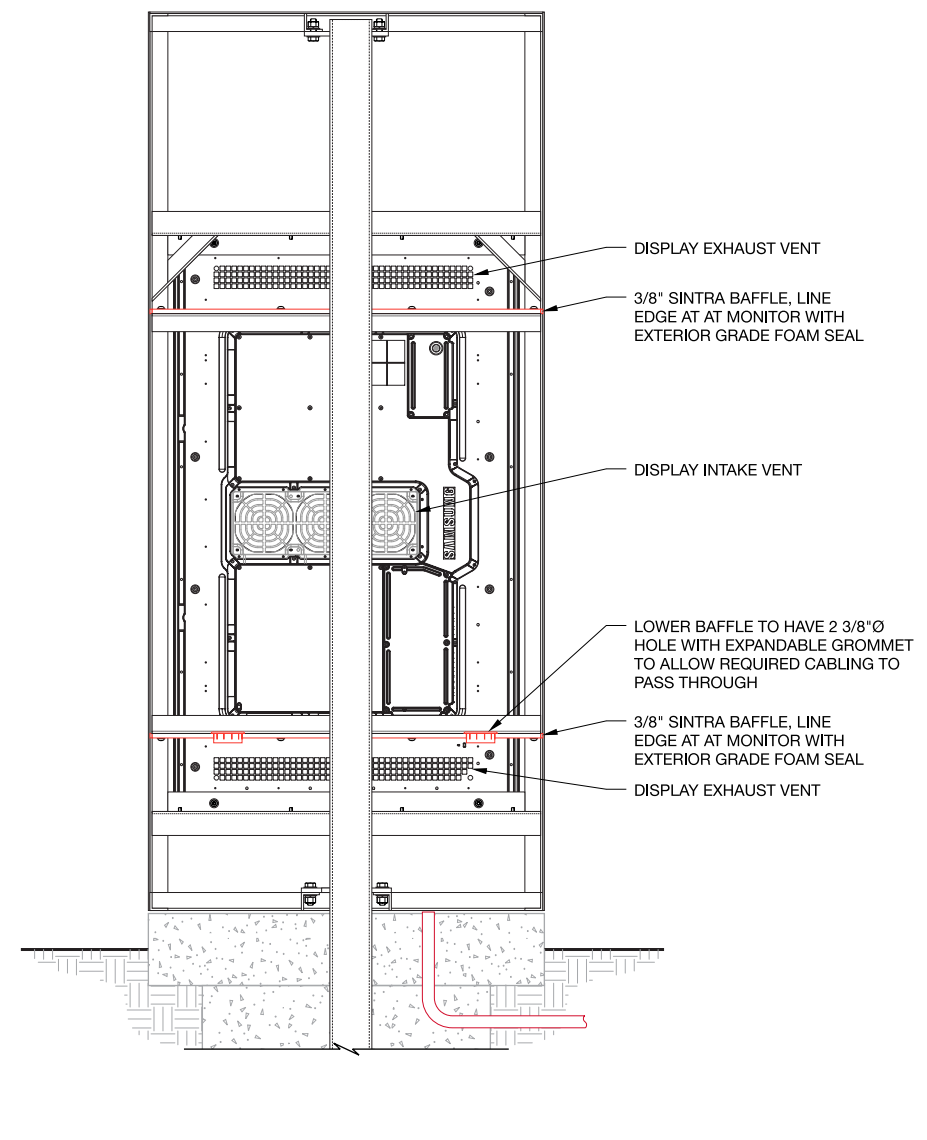 DISPLAY EXHAUST VENT
3/8" SINTRA BAFFLE, LINE
EDGE AT AT MONITOR WITH
EXTERIOR GRADE FOAM SEAL
DISPLAY INTAKE VENT
SAMSUNG
LOWER BAFFLE TO HAVE 2 3/8"Ø
HOLE WITH EXPANDABLE GROMMET
TO ALLOW REQUIRED CABLING TO
PASS THROUGH
3/8" SINTRA BAFFLE, LINE
EDGE AT AT MONITOR WITH
EXTERIOR GRADE FOAM SEAL
DISPLAY EXHAUST VENT